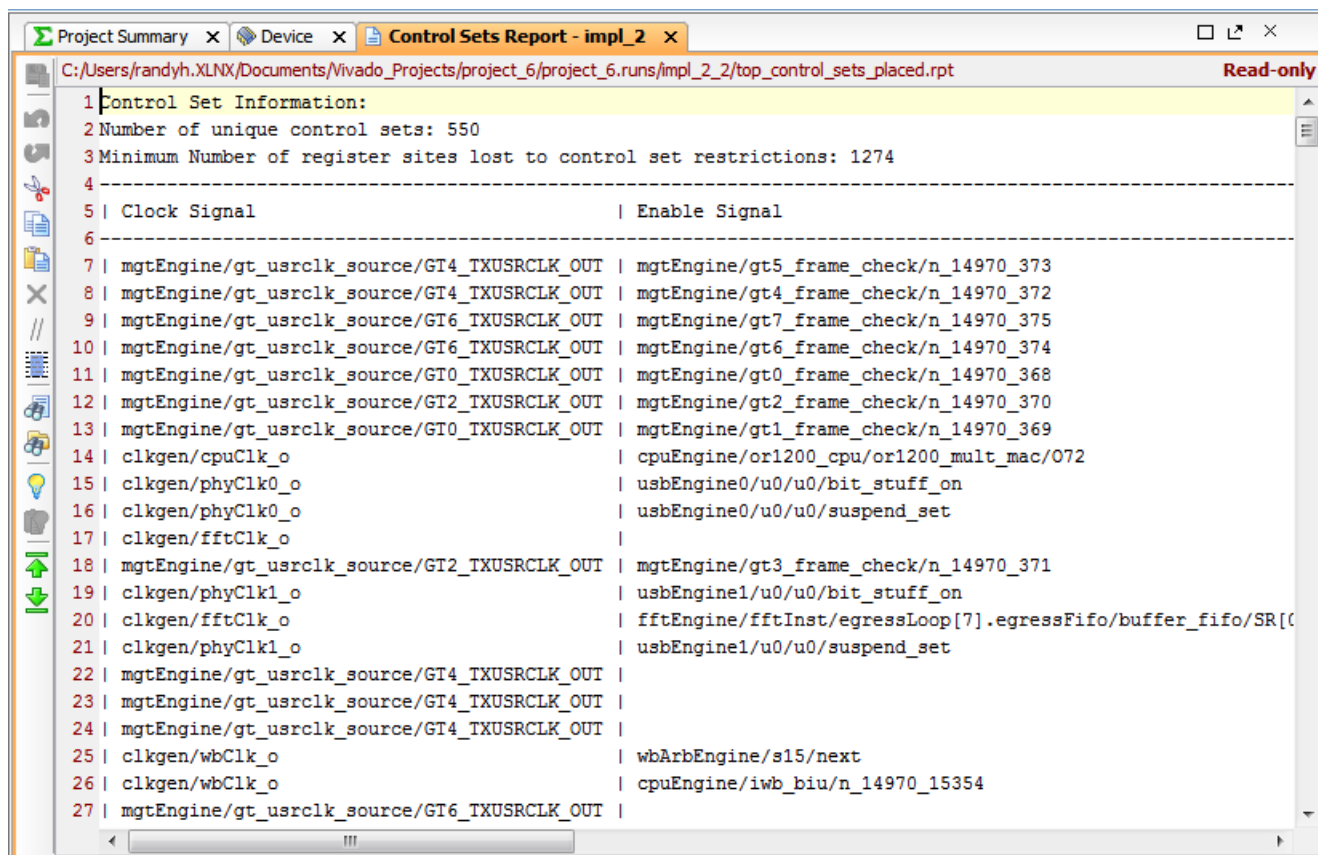 Project Summary Device Control Sets Report - impl_2
C:/Users/randyh.XLNX/Documents/Vivado_Projects/project_6/project_6.runs/impl_2_2/top_control_sets_placed.rpt Read-only
1 Control Set Information:
2 Number of unique control sets: 550
3 Minimum Number of register sites lost to control set restrictions: 1274
4 ----------------------------------------------------------------------------------------------------
5 | Clock Signal | Enable Signal
6 ----------------------------------------------------------------------------------------------------
7 | mgtEngine/gt_usrclk_source/GT4_TXUSRCLK_OUT | mgtEngine/gt5_frame_check/n_14970_373
8 | mgtEngine/gt_usrclk_source/GT4_TXUSRCLK_OUT | mgtEngine/gt4_frame_check/n_14970_372
9 | mgtEngine/gt_usrclk_source/GT6_TXUSRCLK_OUT | mgtEngine/gt7_frame_check/n_14970_375
10 | mgtEngine/gt_usrclk_source/GT6_TXUSRCLK_OUT | mgtEngine/gt6_frame_check/n_14970_374
11 | mgtEngine/gt_usrclk_source/GT0_TXUSRCLK_OUT | mgtEngine/gt0_frame_check/n_14970_368
12 | mgtEngine/gt_usrclk_source/GT2_TXUSRCLK_OUT | mgtEngine/gt2_frame_check/n_14970_370
13 | mgtEngine/gt_usrclk_source/GT0_TXUSRCLK_OUT | mgtEngine/gt1_frame_check/n_14970_369
14 | clkgen/cpuClk_o | cpuEngine/or1200_cpu/or1200_mult_mac/O72
15 | clkgen/phyClk0_o | usbEngine0/u0/u0/bit_stuff_on
16 | clkgen/phyClk0_o | usbEngine0/u0/u0/suspend_set
17 | clkgen/fftClk_o |
18 | mgtEngine/gt_usrclk_source/GT2_TXUSRCLK_OUT | mgtEngine/gt3_frame_check/n_14970_371
19 | clkgen/phyClk1_o | usbEngine1/u0/u0/bit_stuff_on
20 | clkgen/fftClk_o | fftEngine/fftInst/egressLoop[7].egressFifo/buffer_fifo/SR[0
21 | clkgen/phyClk1_o | usbEngine1/u0/u0/suspend_set
22 | mgtEngine/gt_usrclk_source/GT4_TXUSRCLK_OUT |
23 | mgtEngine/gt_usrclk_source/GT4_TXUSRCLK_OUT |
24 | mgtEngine/gt_usrclk_source/GT4_TXUSRCLK_OUT |
25 | clkgen/wbClk_o | wbArbEngine/s15/next
26 | clkgen/wbClk_o | cpuEngine/iwb_biu/n_14970_15354
27 | mgtEngine/gt_usrclk_source/GT6_TXUSRCLK_OUT |